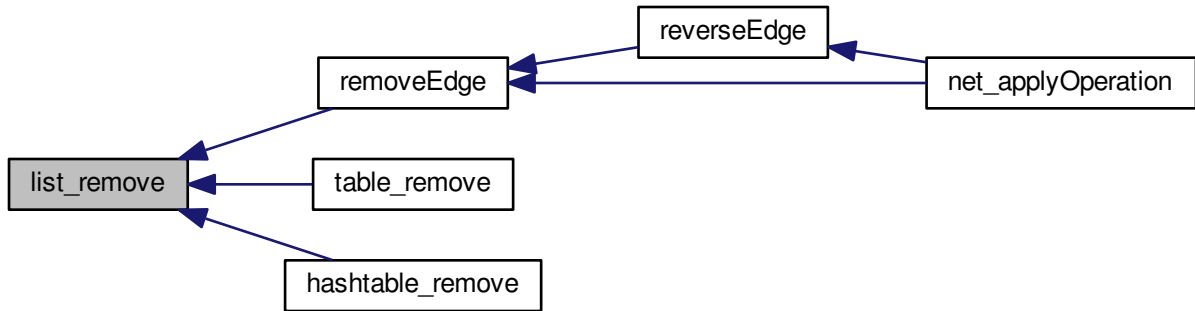 reverseEdge
removeEdge
net_applyOperation
list_remove
table_remove
hashtable_remove